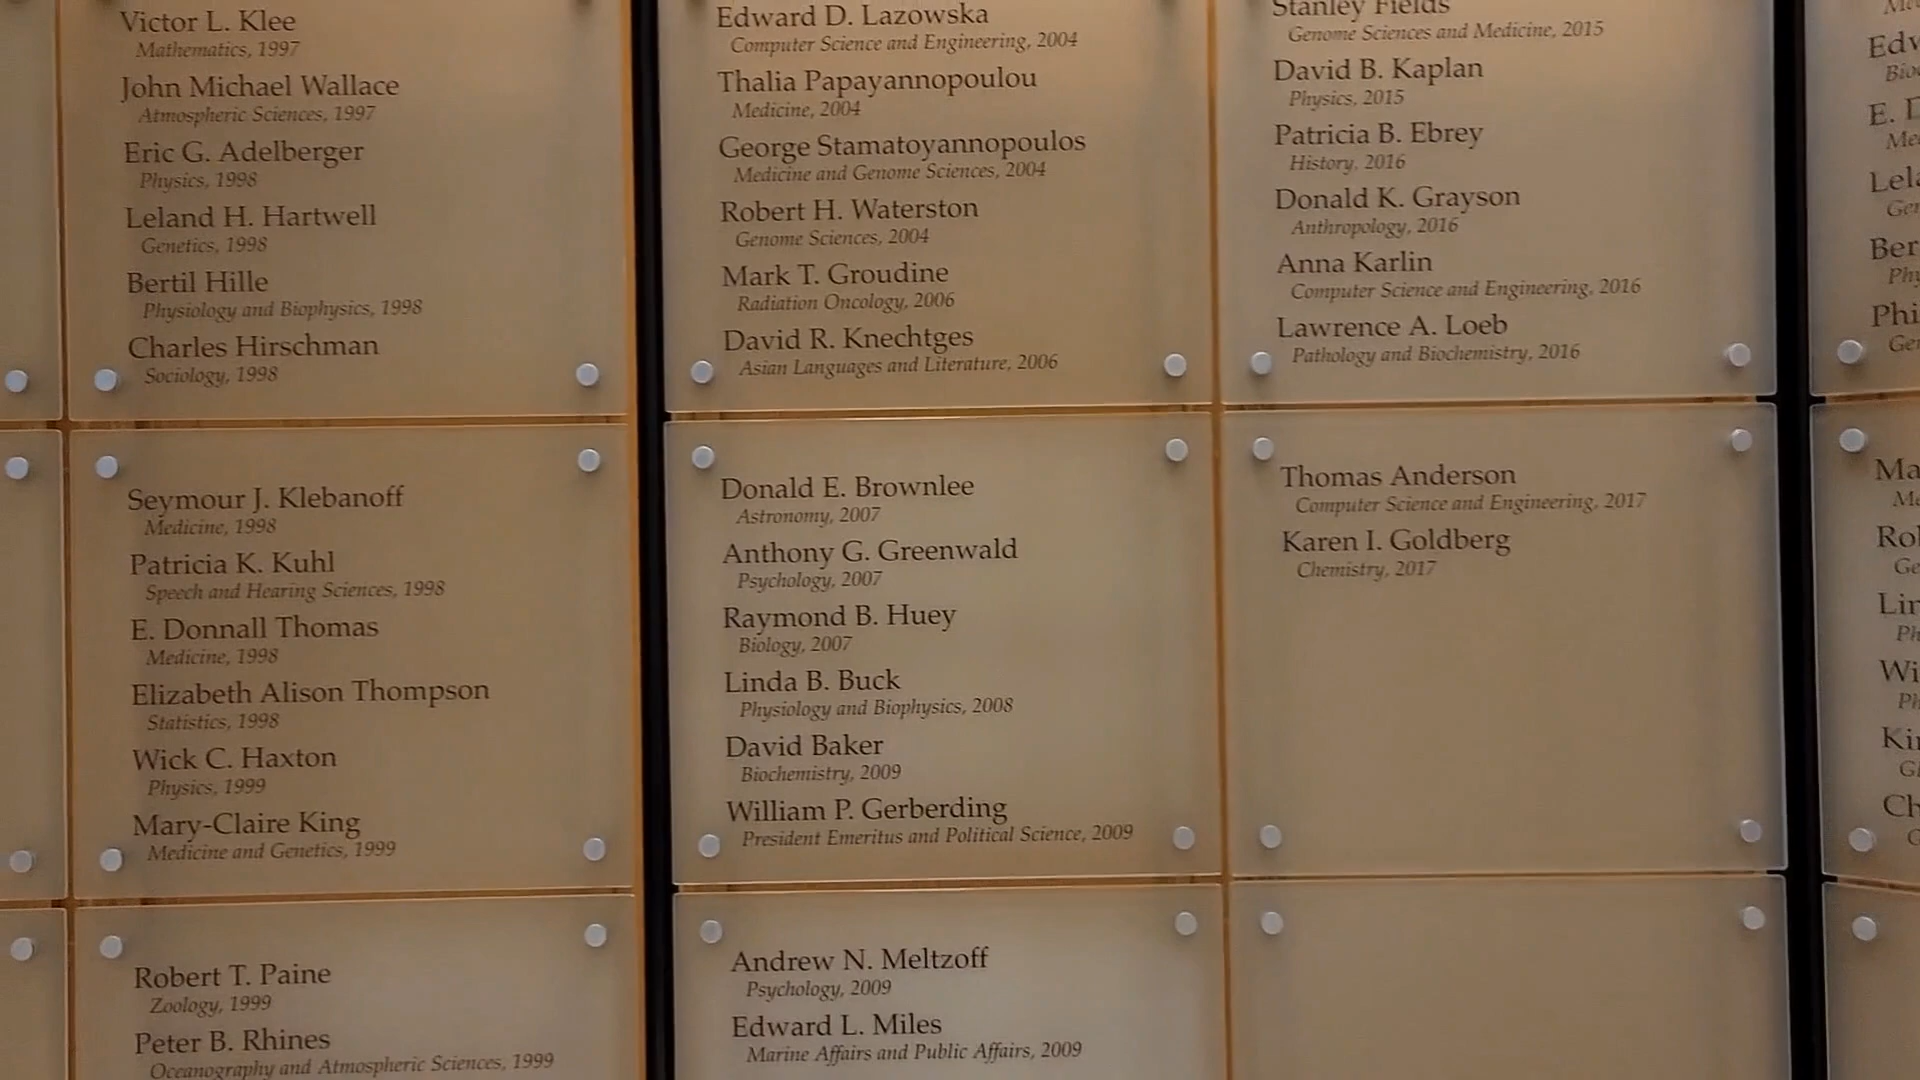 Victor L. Klee
Mathematics, 1997
John Michael Wallace
Atmospheric Sciences, 1997
Eric G. Adelberger
Physics, 1998
Leland H. Hartwell
Genetics, 1998
Bertil Hille
Physiology and Biophysics, 1998
Charles Hirschman
Sociology, 1998
Seymour J. Klebanoff
Medicine, 1998
Patricia K. Kuhl
Speech and Hearing Sciences, 1998
E. Donnall Thomas
Medicine, 1998
Elizabeth Alison Thompson
Statistics, 1998
Wick C. Haxton
Physics, 1999
Mary-Claire King
Medicine and Genetics, 1999
Robert T. Paine
Zoology, 1999
Peter B. Rhines
Oceanography and Atmospheric Sciences, 1999
Edward D. Lazowska
Computer Science and Engineering, 2004
Thalia Papayannopoulou
Medicine, 2004
George Stamatoyannopoulos
Medicine and Genome Sciences, 2004
Robert H. Waterston
Genome Sciences, 2004
Mark T. Groudine
Radiation Oncology, 2006
David R. Knechtges
Asian Languages and Literature, 2006
Donald E. Brownlee
Astronomy, 2007
Anthony G. Greenwald
Psychology, 2007
Raymond B. Huey
Biology, 2007
Linda B. Buck
Physiology and Biophysics, 2008
David Baker
Biochemistry, 2009
William P. Gerberding
President Emeritus and Political Science, 2009
Andrew N. Meltzoff
Psychology, 2009
Edward L. Miles
Marine Affairs and Public Affairs, 2009
Stanley Fields
Genome Sciences and Medicine, 2015
David B. Kaplan
Physics, 2015
Patricia B. Ebrey
History, 2016
Donald K. Grayson
Anthropology, 2016
Anna Karlin
Computer Science and Engineering, 2016
Lawrence A. Loeb
Pathology and Biochemistry, 2016
Thomas Anderson
Computer Science and Engineering, 2017
Karen I. Goldberg
Chemistry, 2017